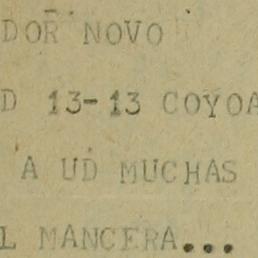 DOR NOVO
D 13-13 COYOA
A UD MUCHAS
L MANCERA...